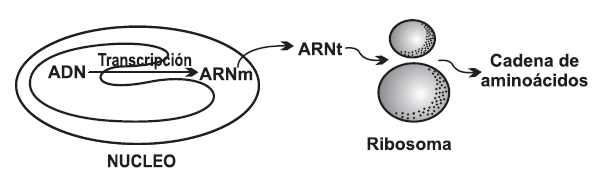 Transcripción
ADN
ARNm
ARNt
Cadena de
aminoácidos
Ribosoma
NUCLEO